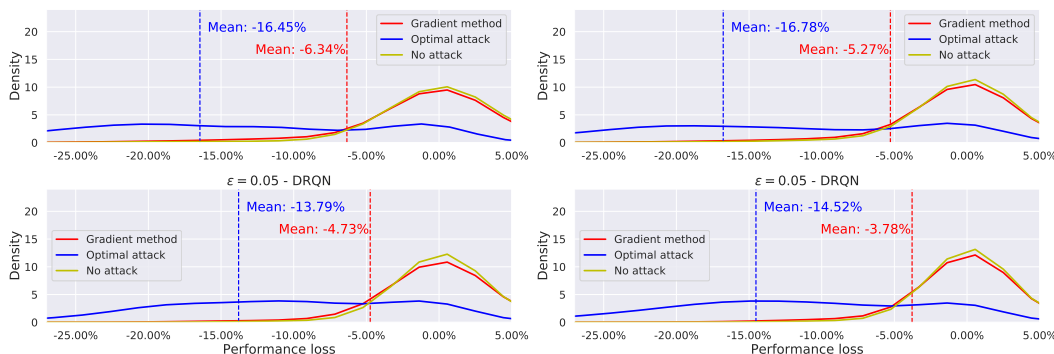 Density
20
15
10
5
0
Mean: -16.45%
Mean: -6.34%
Gradient method
Optimal attack
No attack
-25.00% -20.00% -15.00% -10.00% -5.00% 0.00% 5.00%
Density
20
15
10
5
0
Mean: -16.78%
Mean: -5.27%
Gradient method
Optimal attack
No attack
-25.00% -20.00% -15.00% -10.00% -5.00% 0.00% 5.00%
ε = 0.05 - DRQN
Density
20
15
10
5
0
Mean: -13.79%
Mean: -4.73%
Gradient method
Optimal attack
No attack
-25.00% -20.00% -15.00% -10.00% -5.00% 0.00% 5.00%
Performance loss
ε = 0.05 - DRQN
Density
20
15
10
5
0
Mean: -14.52%
Mean: -3.78%
Gradient method
Optimal attack
No attack
-25.00% -20.00% -15.00% -10.00% -5.00% 0.00% 5.00%
Performance loss